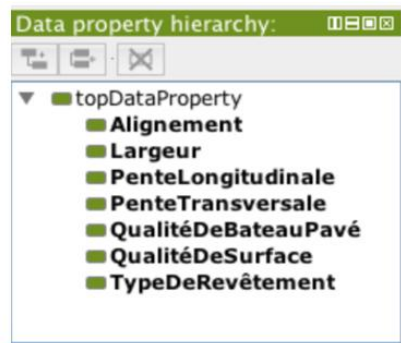 Data property hierarchy:
topDataProperty
Alignement
Largeur
PenteLongitudinale
PenteTransversale
QualitéDeBateauPavé
QualitéDeSurface
TypeDeRevêtement